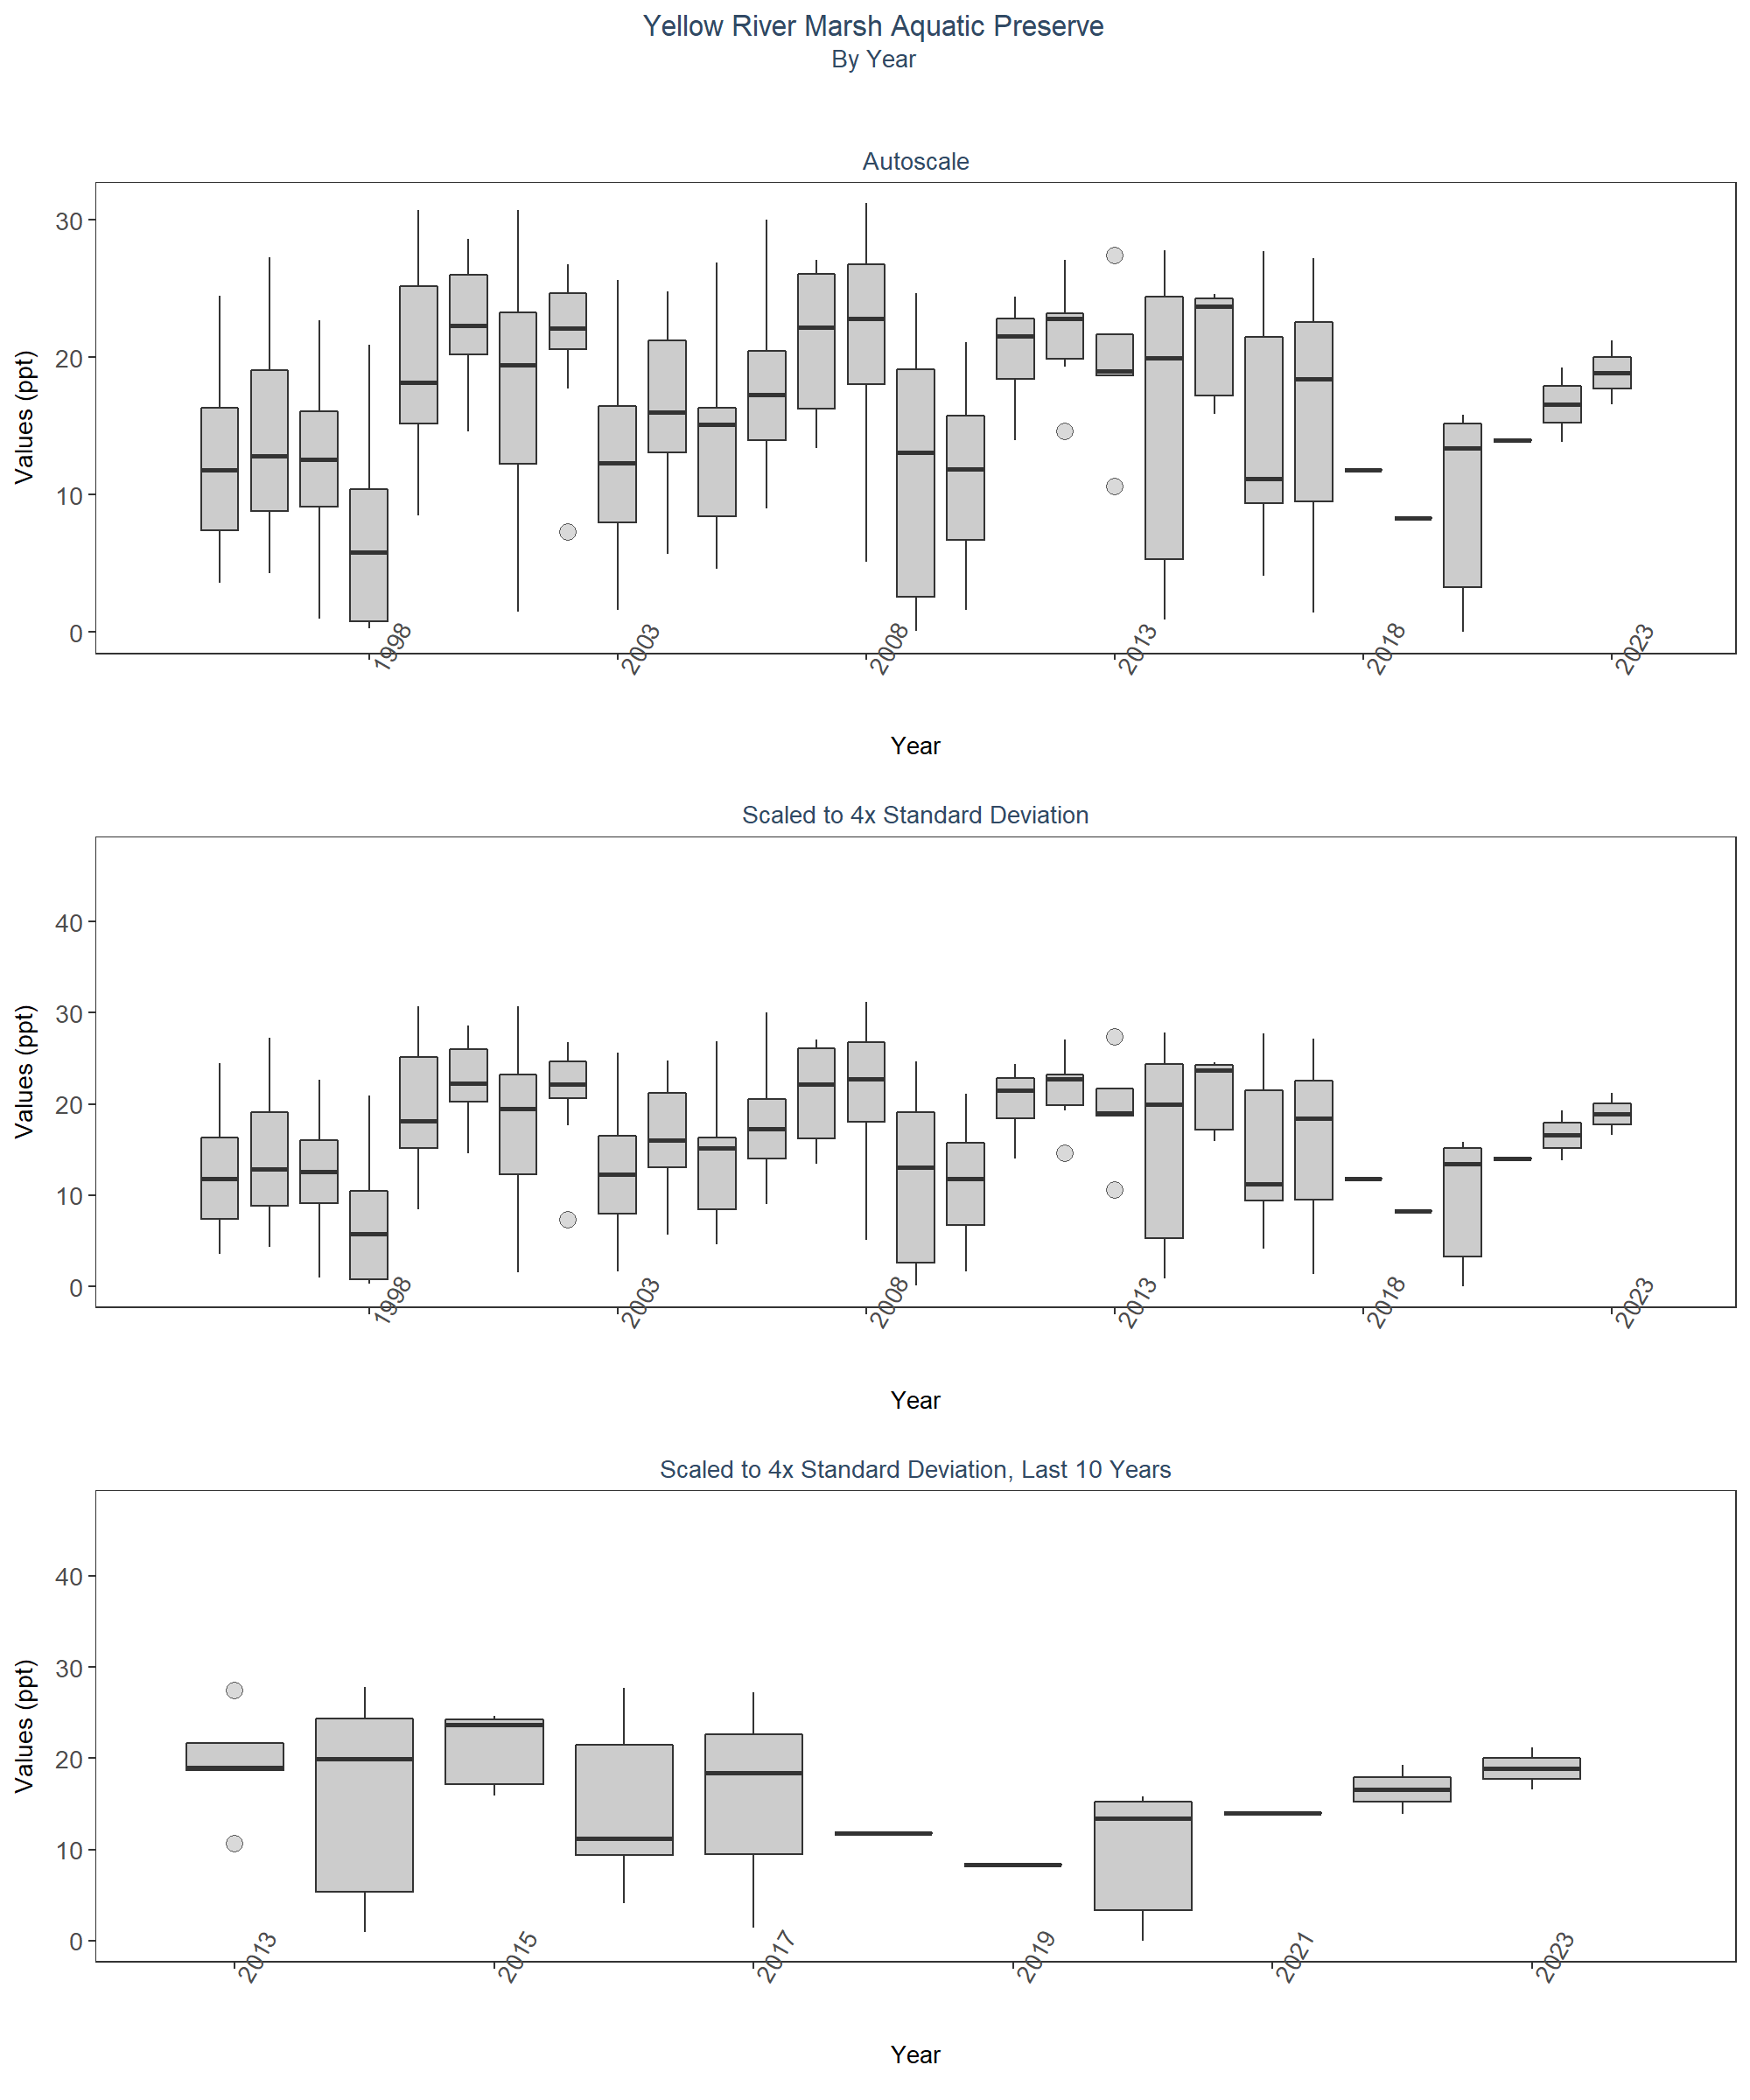 Yellow River Marsh Aquatic Preserve
By Year
Autoscale
Values (ppt)
30
20
10
0
1998 2003 2008 2013 2018 2023
Year
Scaled to 4x Standard Deviation
Values (ppt)
40
30
20
10
0
1998 2003 2008 2013 2018 2023
Year
Scaled to 4x Standard Deviation, Last 10 Years
Values (ppt)
40
30
20
10
0
2013 2015 2017 2019 2021 2023
Year